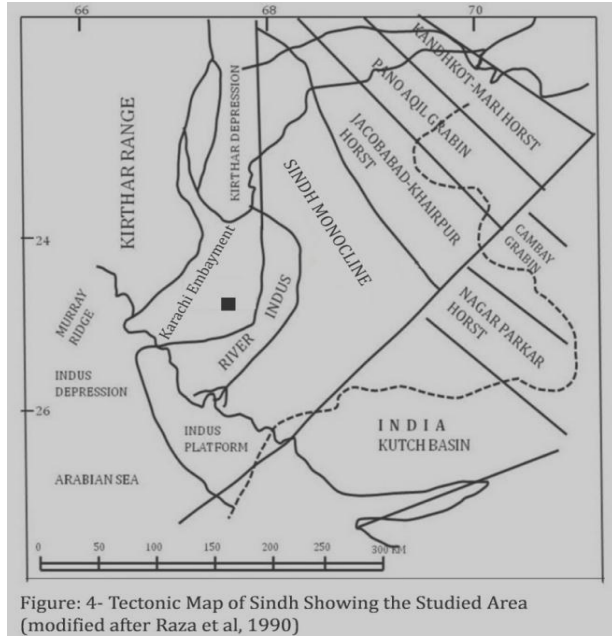 66
68
70
KANDHKOT-MARI HORST
PANO AQIL GRABIN
JACOBABAD-KHAIRPUR
HORST
KIRTHAR DEPRESSION
KIRTHAR RANGE
SINDH MONOCLINE
24
CAMBAY
GRABIN
Karachi Embayment
NAGAR PARKAR
HORST
MURRAY
RIDGE
RIVER
INDUS
INDUS
DEPRESSION
26
INDUS
PLATFORM
INDIA
KUTCH BASIN
ARABIAN SEA
0
50
100
120
160
200
250
300 KM
Figure: 4- Tectonic Map of Sindh Showing the Studied Area
(modified after Raza et al, 1990)